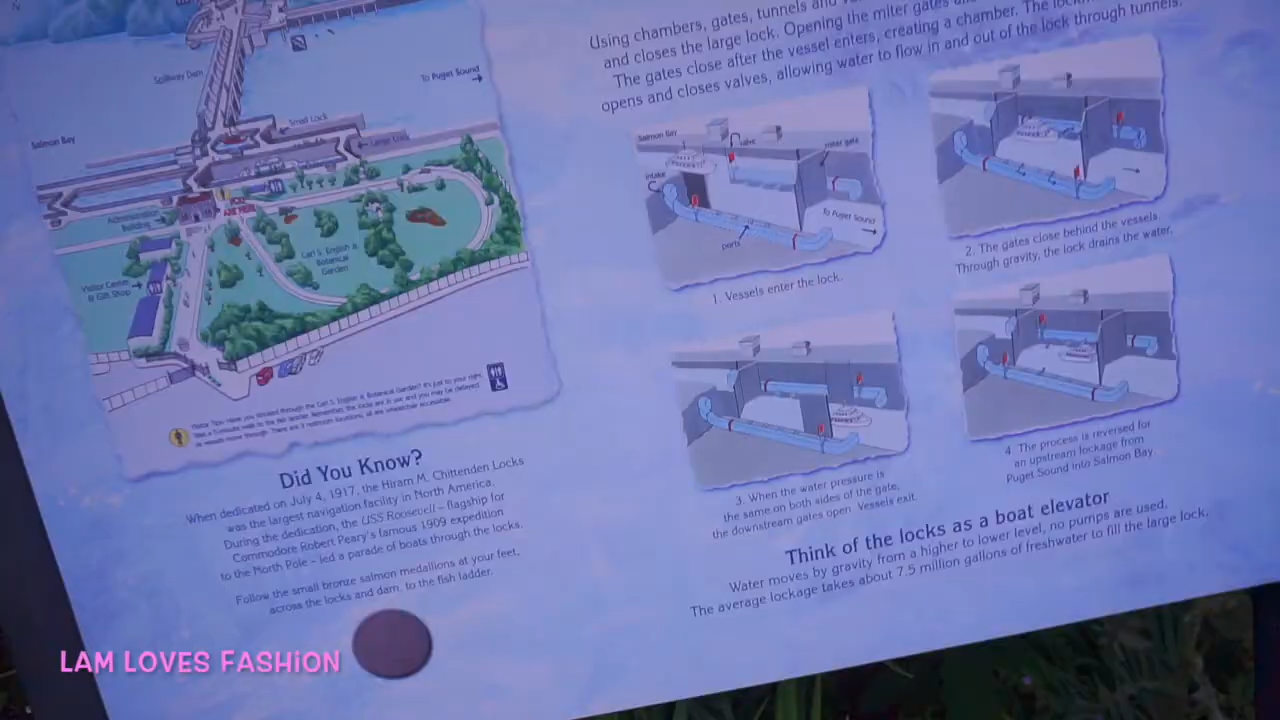 Spillway Dam
To Puget Sound
Salmon Bay
Small Lock
Large Lock
Administration
Building
YOU
ARE HERE
Carl S. English Jr.
Botanical
Garden
Visitor Center
& Gift Shop
Did You Know?
When dedicated on July 4, 1917, the Hiram M. Chittenden Locks
was the largest navigation facility in North America.
During the dedication, the USS Roosevelt – flagship for
Commodore Robert Peary's famous 1909 expedition
to the North Pole – led a parade of boats through the locks.
Follow the small bronze salmon medallions at your feet,
across the locks and dam, to the fish ladder.
Using chambers, gates, tunnels and
and closes the large lock. Opening the miter gates
The gates close after the vessel enters, creating a chamber. The
opens and closes valves, allowing water to flow in and out of the lock through tunnels.
Salmon Bay
valve
miter gate
intake
ports
To Puget Sound
1. Vessels enter the lock.
2. The gates close behind the vessels.
Through gravity, the lock drains the water.
3. When the water pressure is
the same on both sides of the gate,
the downstream gates open. Vessels exit.
4 The process is reversed for
an upstream lockage from
Puget Sound into Salmon Bay.
Think of the locks as a boat elevator
Water moves by gravity from a higher to lower level, no pumps are used.
The average lockage takes about 7.5 million gallons of freshwater to fill the large lock.
LAM LOVES FASHION